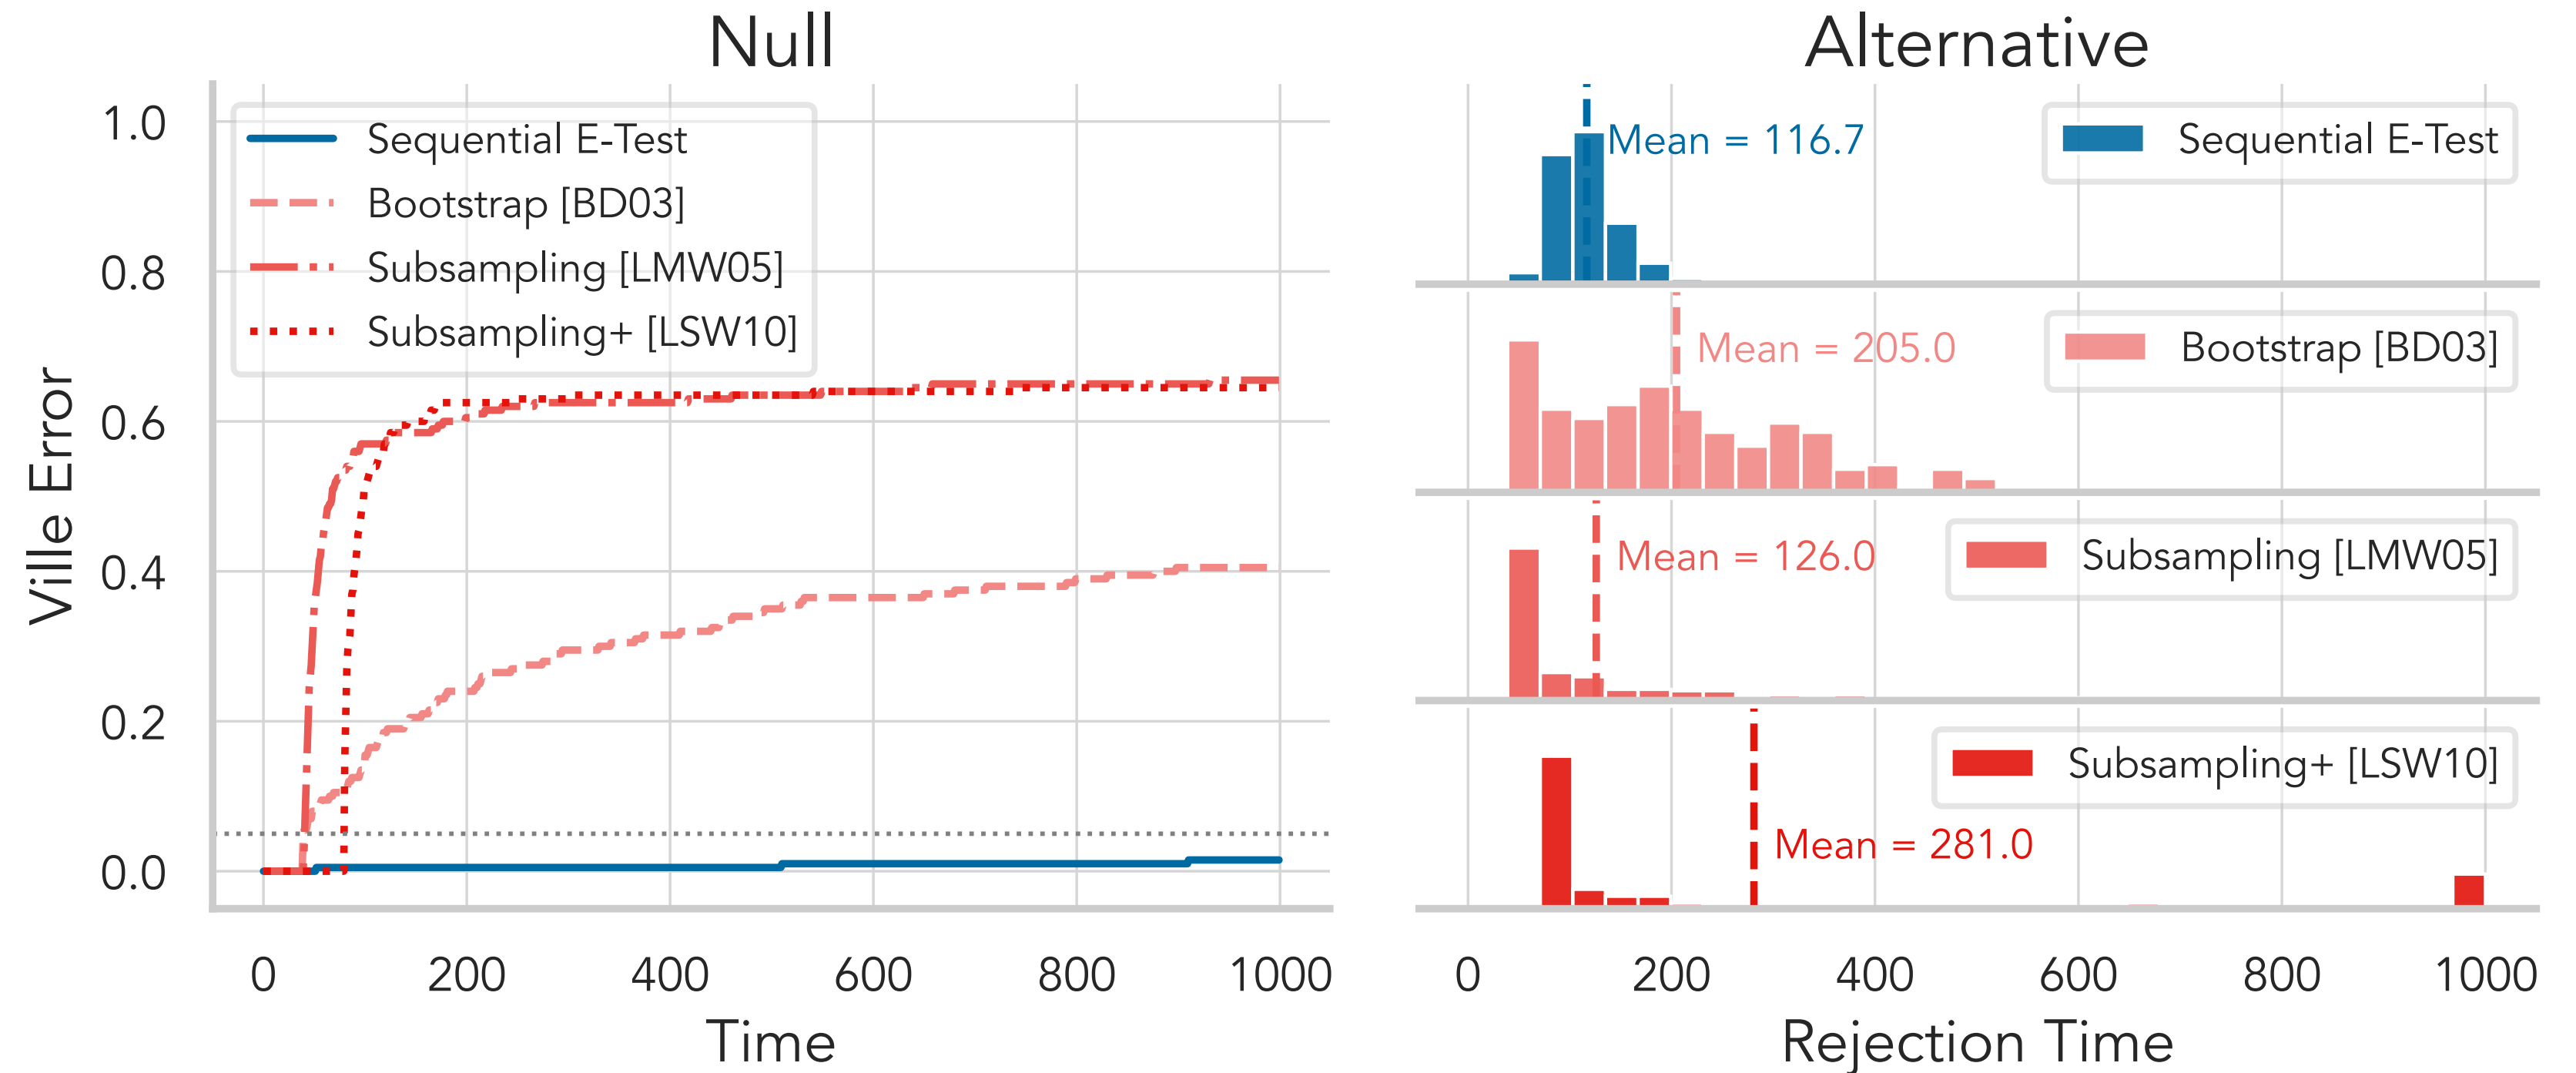 Null
Ville Error
1.0
0.8
0.6
0.4
0.2
0.0
Sequential E-Test
Bootstrap [BD03]
Subsampling [LMW05]
Subsampling+ [LSW10]
0 200 400 600 800 1000
Time
Alternative
Mean = 116.7
Sequential E-Test
Mean = 205.0
Bootstrap [BD03]
Mean = 126.0
Subsampling [LMW05]
Mean = 281.0
Subsampling+ [LSW10]
0 200 400 600 800 1000
Rejection Time